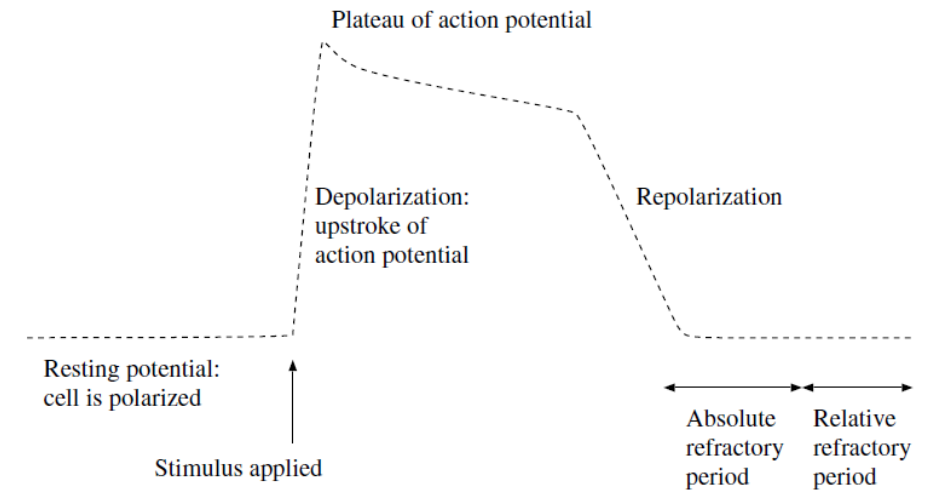 Plateau of action potential
Depolarization:
upstroke of
action potential
Repolarization
Resting potential:
cell is polarized
Stimulus applied
Absolute
refractory
period
Relative
refractory
period